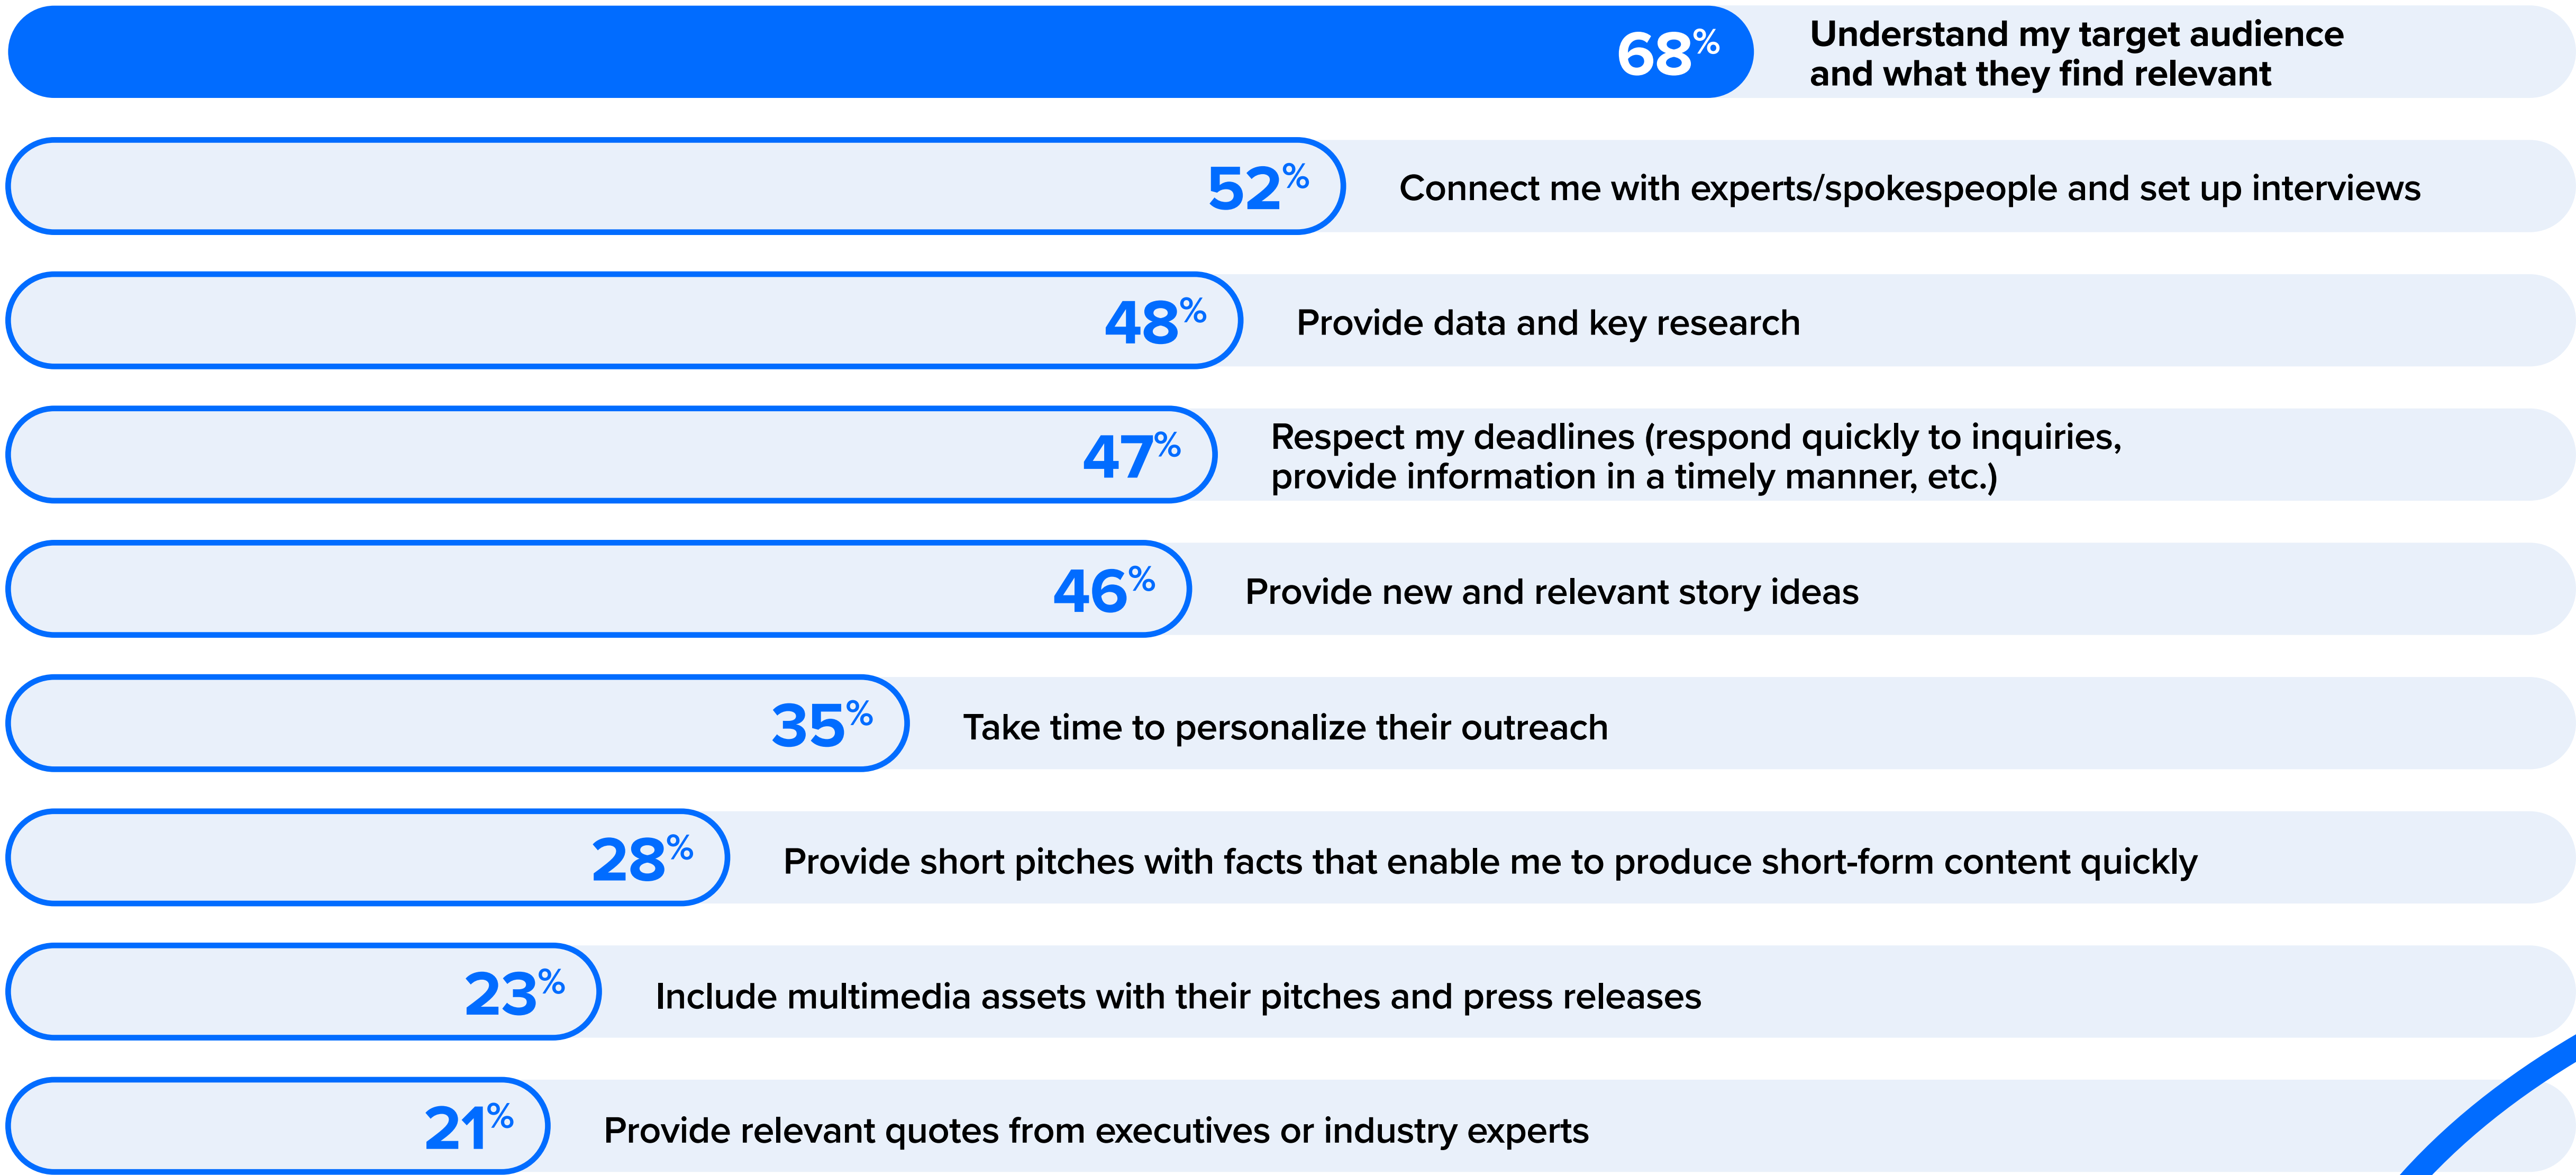 68%
Understand my target audience
and what they find relevant
52%
Connect me with experts/spokespeople and set up interviews
48%
Provide data and key research
47%
Respect my deadlines (respond quickly to inquiries,
provide information in a timely manner, etc.)
46%
Provide new and relevant story ideas
35%
Take time to personalize their outreach
28%
Provide short pitches with facts that enable me to produce short-form content quickly
23%
Include multimedia assets with their pitches and press releases
21%
Provide relevant quotes from executives or industry experts